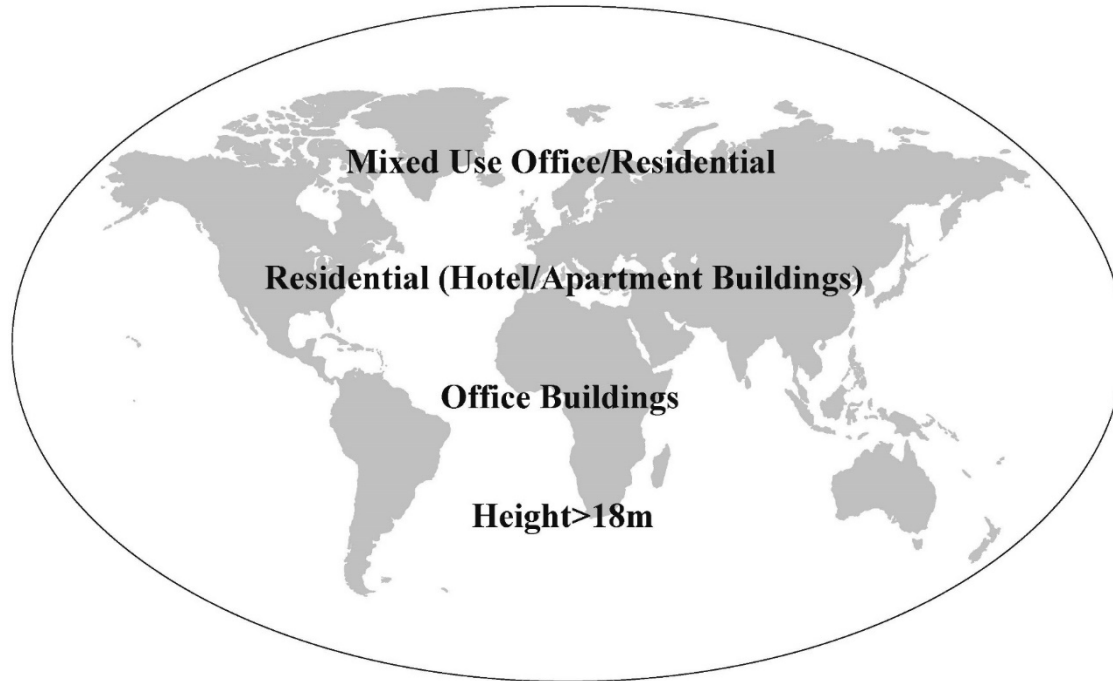 Mixed Use Office/Residential
Residential (Hotel/Apartment Buildings)
Office Buildings
Height>18m